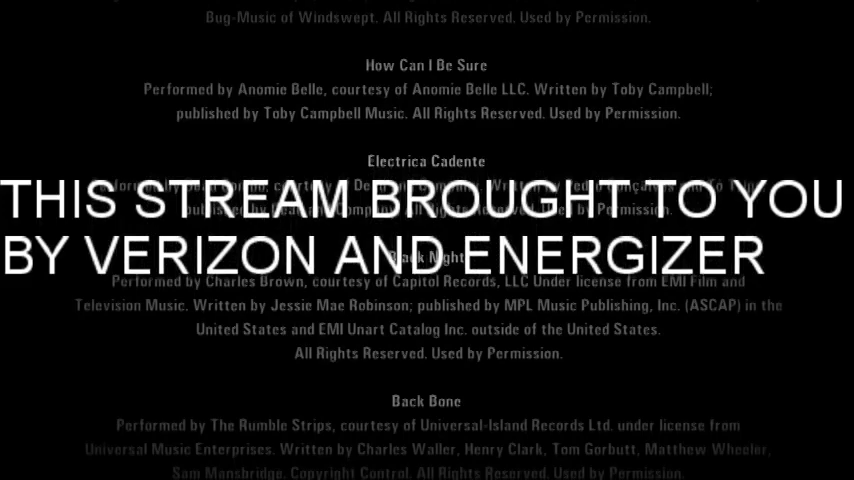 Bug-Music of Windswept. All Rights Reserved. Used by Permission.
How Can I Be Sure
Performed by Anomie Belle, courtesy of Anomie Belle LLC. Written by Toby Campbell;
published by Toby Campbell Music. All Rights Reserved. Used by Permission.
Electrica Cadente
THIS STREAM BROUGHT TO YOU
BY VERIZON AND ENERGIZER
Black Night
Performed by Charles Brown, courtesy of Capitol Records, LLC Under license from EMI Film and
Television Music. Written by Jessie Mae Robinson; published by MPL Music Publishing, Inc. (ASCAP) in the
United States and EMI Unart Catalog Inc. outside of the United States.
All Rights Reserved. Used by Permission.
Back Bone
Performed by The Rumble Strips, courtesy of Universal-Island Records Ltd. under license from
Universal Music Enterprises. Written by Charles Waller, Henry Clark, Tom Gorbutt, Matthew Wheeler,
Sam Mansbridge. Copyright Control. All Rights Reserved. Used by Permission.